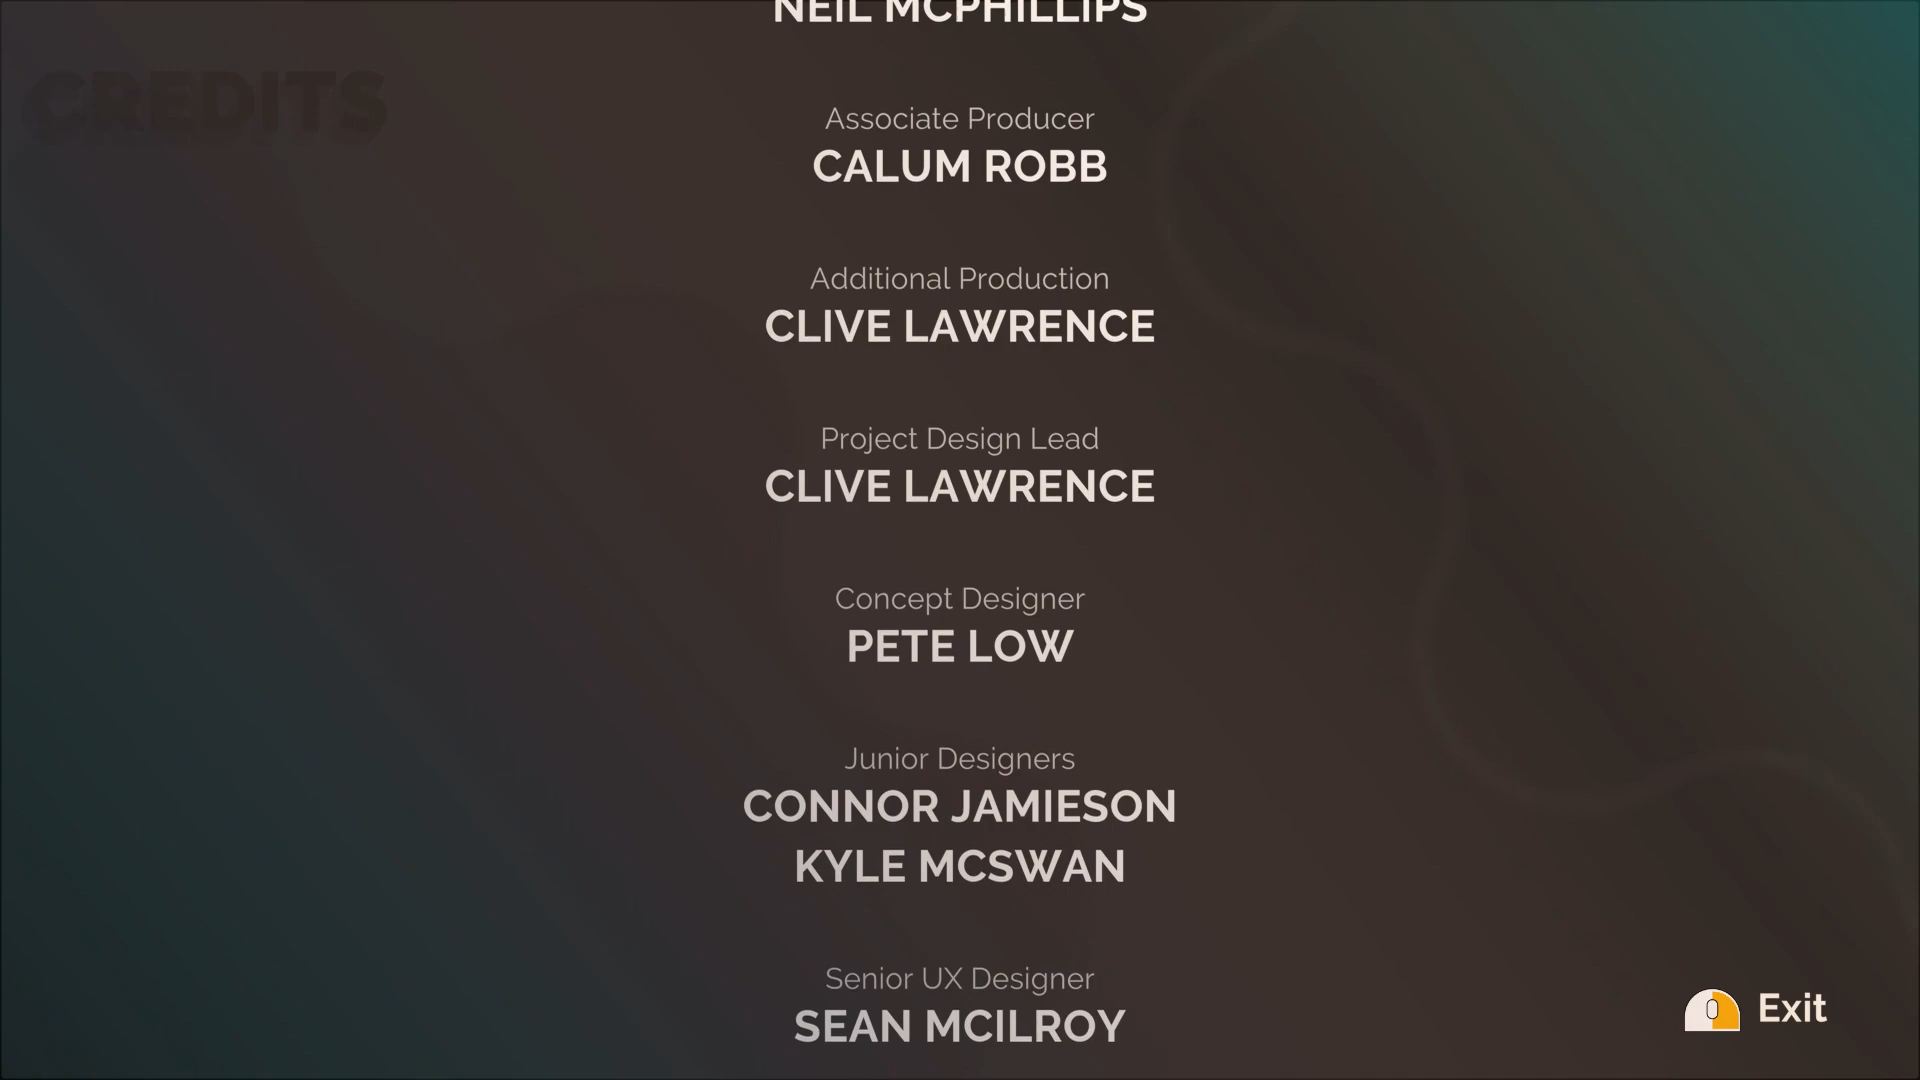 NEIL MCPHILLIPS
CREDITS
Associate Producer
CALUM ROBB
Additional Production
CLIVE LAWRENCE
Project Design Lead
CLIVE LAWRENCE
Concept Designer
PETE LOW
Junior Designers
CONNOR JAMIESON
KYLE MCSWAN
Senior UX Designer
SEAN MCILROY
Exit